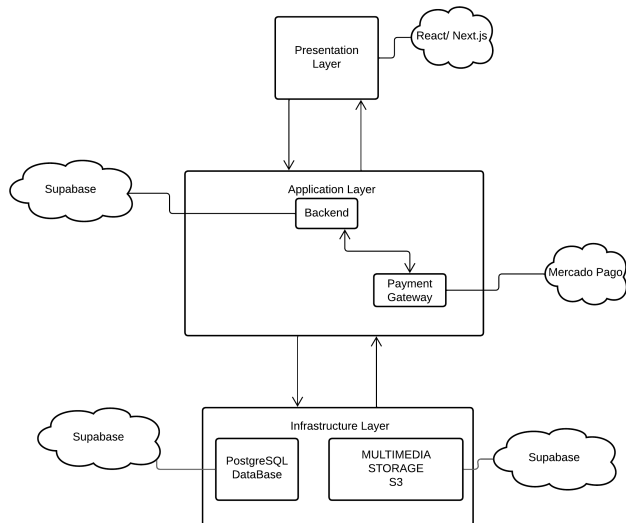 Presentation
Layer
React/ Next.js
Supabase
Application Layer
Backend
Payment
Gateway
Mercado Pago
Infrastructure Layer
Supabase
PostgreSQL
DataBase
MULTIMEDIA
STORAGE
S3
Supabase